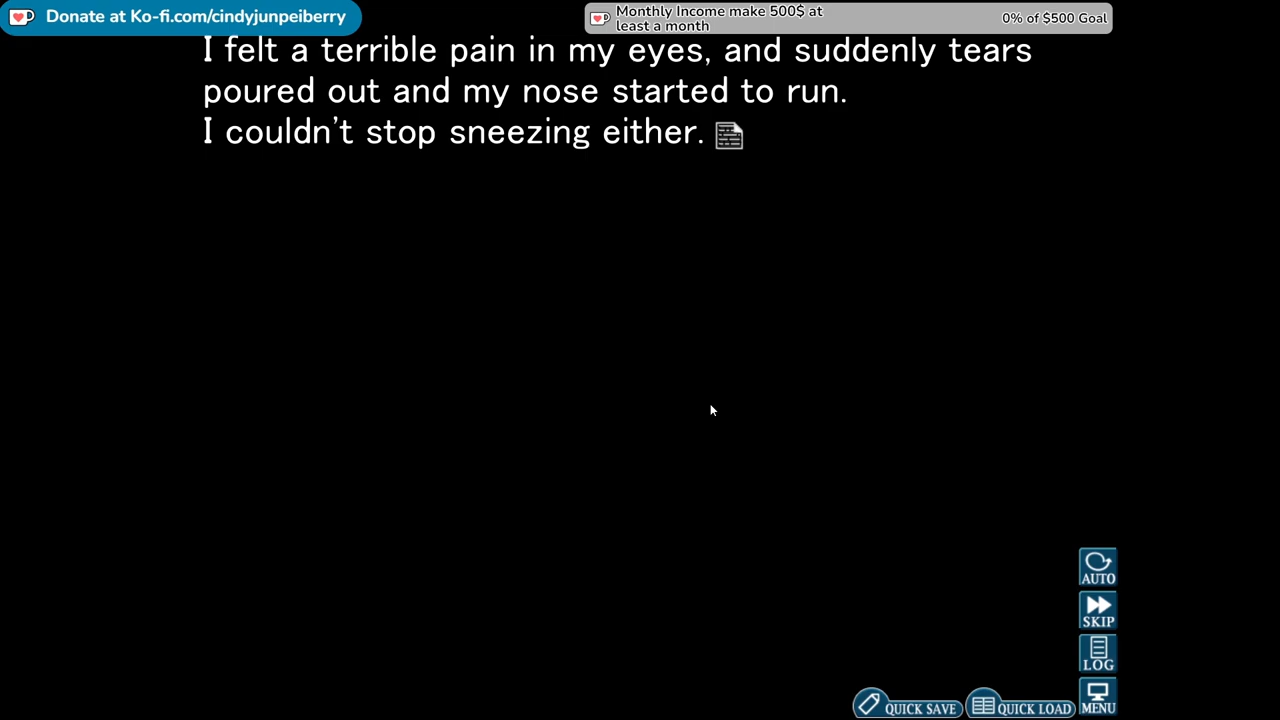 Donate at Ko-fi.com/cindyjunpeiberry
Monthly Income make 500$ at
least a month
0% of $500 Goal
I felt a terrible pain in my eyes, and suddenly tears
poured out and my nose started to run.
I couldn't stop sneezing either.
AUTO
SKIP
LOG
MENU
QUICK SAVE
QUICK LOAD